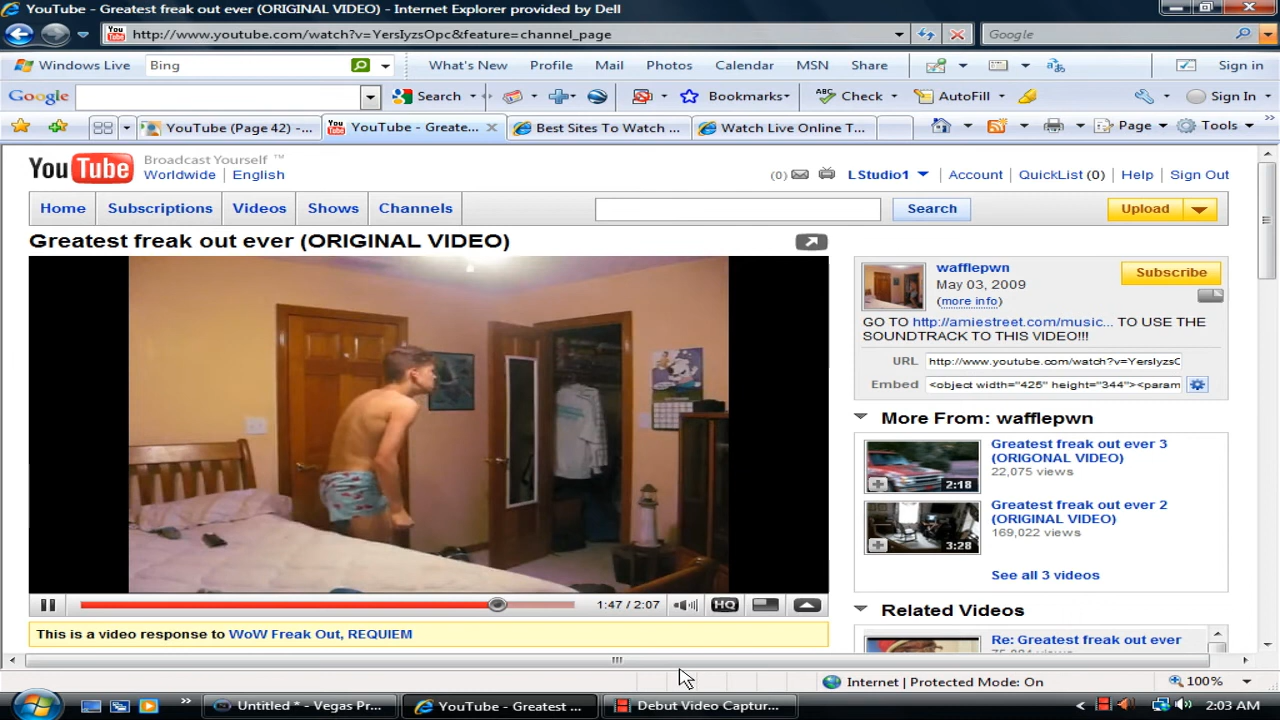 YouTube - Greatest freak out ever (ORIGINAL VIDEO) - Internet Explorer provided by Dell
http://www.youtube.com/watch?v=YersIyzsOpc&feature=channel_page
Google
Windows Live
Bing
What's New
Profile
Mail
Photos
Calendar
MSN
Share
Sign in
Google
Search
Bookmarks
ABC Check
AutoFill
Sign In
YouTube (Page 42) - ...
YouTube - Greate...
Best Sites To Watch ...
Watch Live Online T...
Page
Tools
YouTube
Broadcast Yourself ™
Worldwide
English
(0)
LStudio1
Account
QuickList (0)
Help
Sign Out
Home
Subscriptions
Videos
Shows
Channels
Search
Upload
Greatest freak out ever (ORIGINAL VIDEO)
1:47 / 2:07
HQ
This is a video response to WoW Freak Out, REQUIEM
wafflepwn
May 03, 2009
(more info)
Subscribe
GO TO http://amiestreet.com/music... TO USE THE
SOUNDTRACK TO THIS VIDEO!!!
URL
http://www.youtube.com/watch?v=YersIyzsO
Embed
<object width="425" height="344"><param
More From: wafflepwn
Greatest freak out ever 3
(ORIGONAL VIDEO)
22,075 views
2:18
Greatest freak out ever 2
(ORIGINAL VIDEO)
169,022 views
3:28
See all 3 videos
Related Videos
Re: Greatest freak out ever
Internet | Protected Mode: On
100%
Untitled * - Vegas Pr...
YouTube - Greatest ...
Debut Video Captur...
2:03 AM